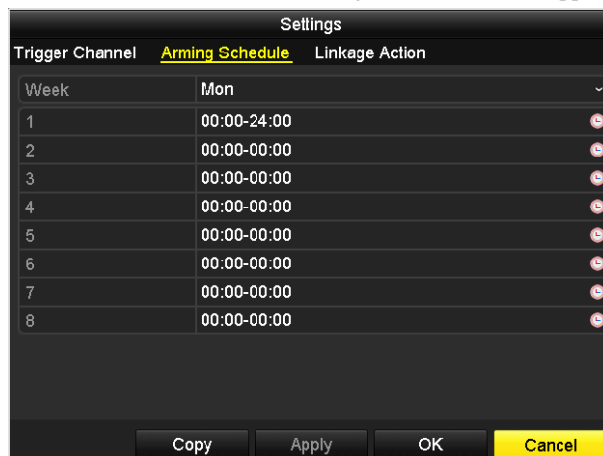 Settings
Trigger Channel Arming Schedule Linkage Action
Week Mon
1 00:00-24:00
2 00:00-00:00
3 00:00-00:00
4 00:00-00:00
5 00:00-00:00
6 00:00-00:00
7 00:00-00:00
8 00:00-00:00
Copy Apply OK Cancel